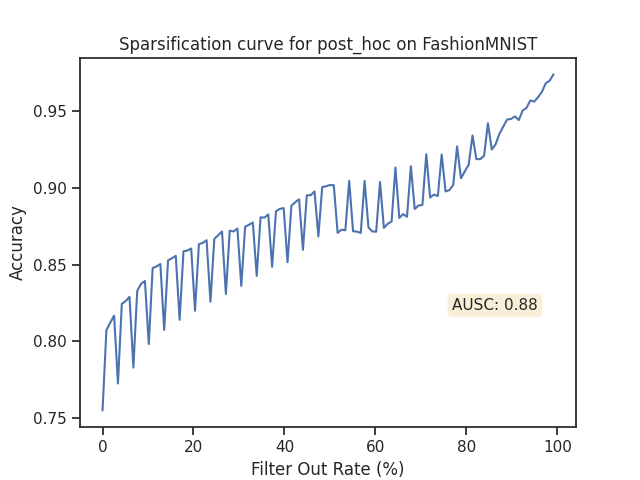 Sparsification curve for post_hoc on FashionMNIST
0.95
0.90
0.85
0.80
0.75
Accuracy
AUSC: 0.88
0 20 40 60 80 100
Filter Out Rate (%)